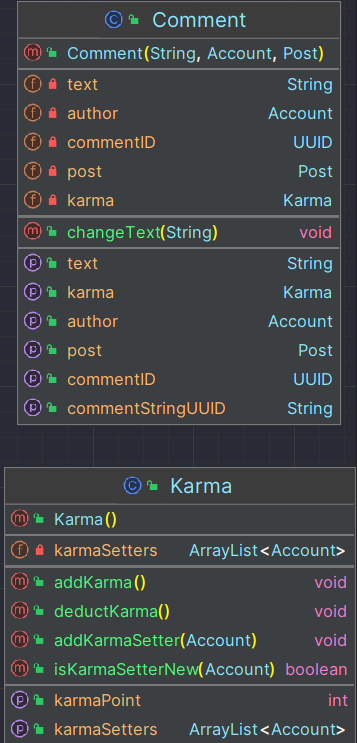 Comment
Comment(String, Account, Post)
text String
author Account
commentID UUID
post Post
karma Karma
changeText(String) void
text String
karma Karma
author Account
post Post
commentID UUID
commentStringUUID String
Karma
Karma()
karmaSetters ArrayList<Account>
addKarma() void
deductKarma() void
addKarmaSetter(Account) void
isKarmaSetterNew(Account) boolean
karmaPoint int
karmaSetters ArrayList<Account>